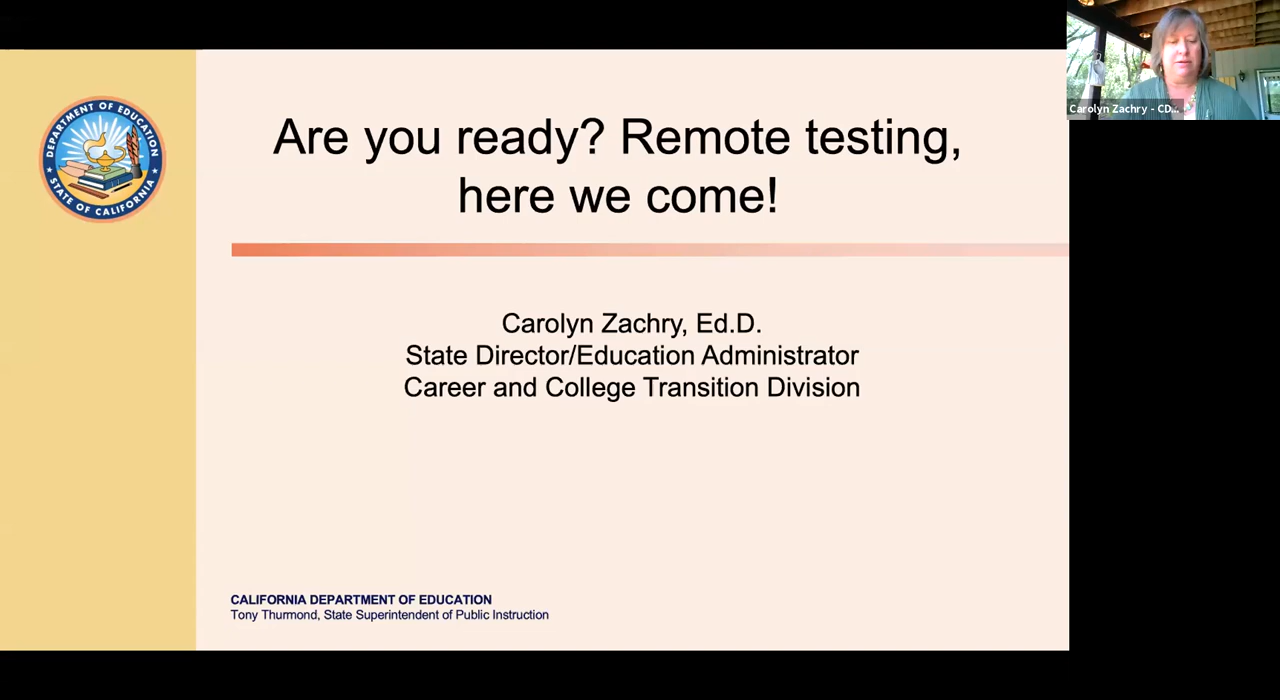 DEPARTMENT OF EDUCATION
STATE OF CALIFORNIA
Are you ready? Remote testing,
here we come!
Carolyn Zachry, Ed.D.
State Director/Education Administrator
Career and College Transition Division
CALIFORNIA DEPARTMENT OF EDUCATION
Tony Thurmond, State Superintendent of Public Instruction
Carolyn Zachry - CD...